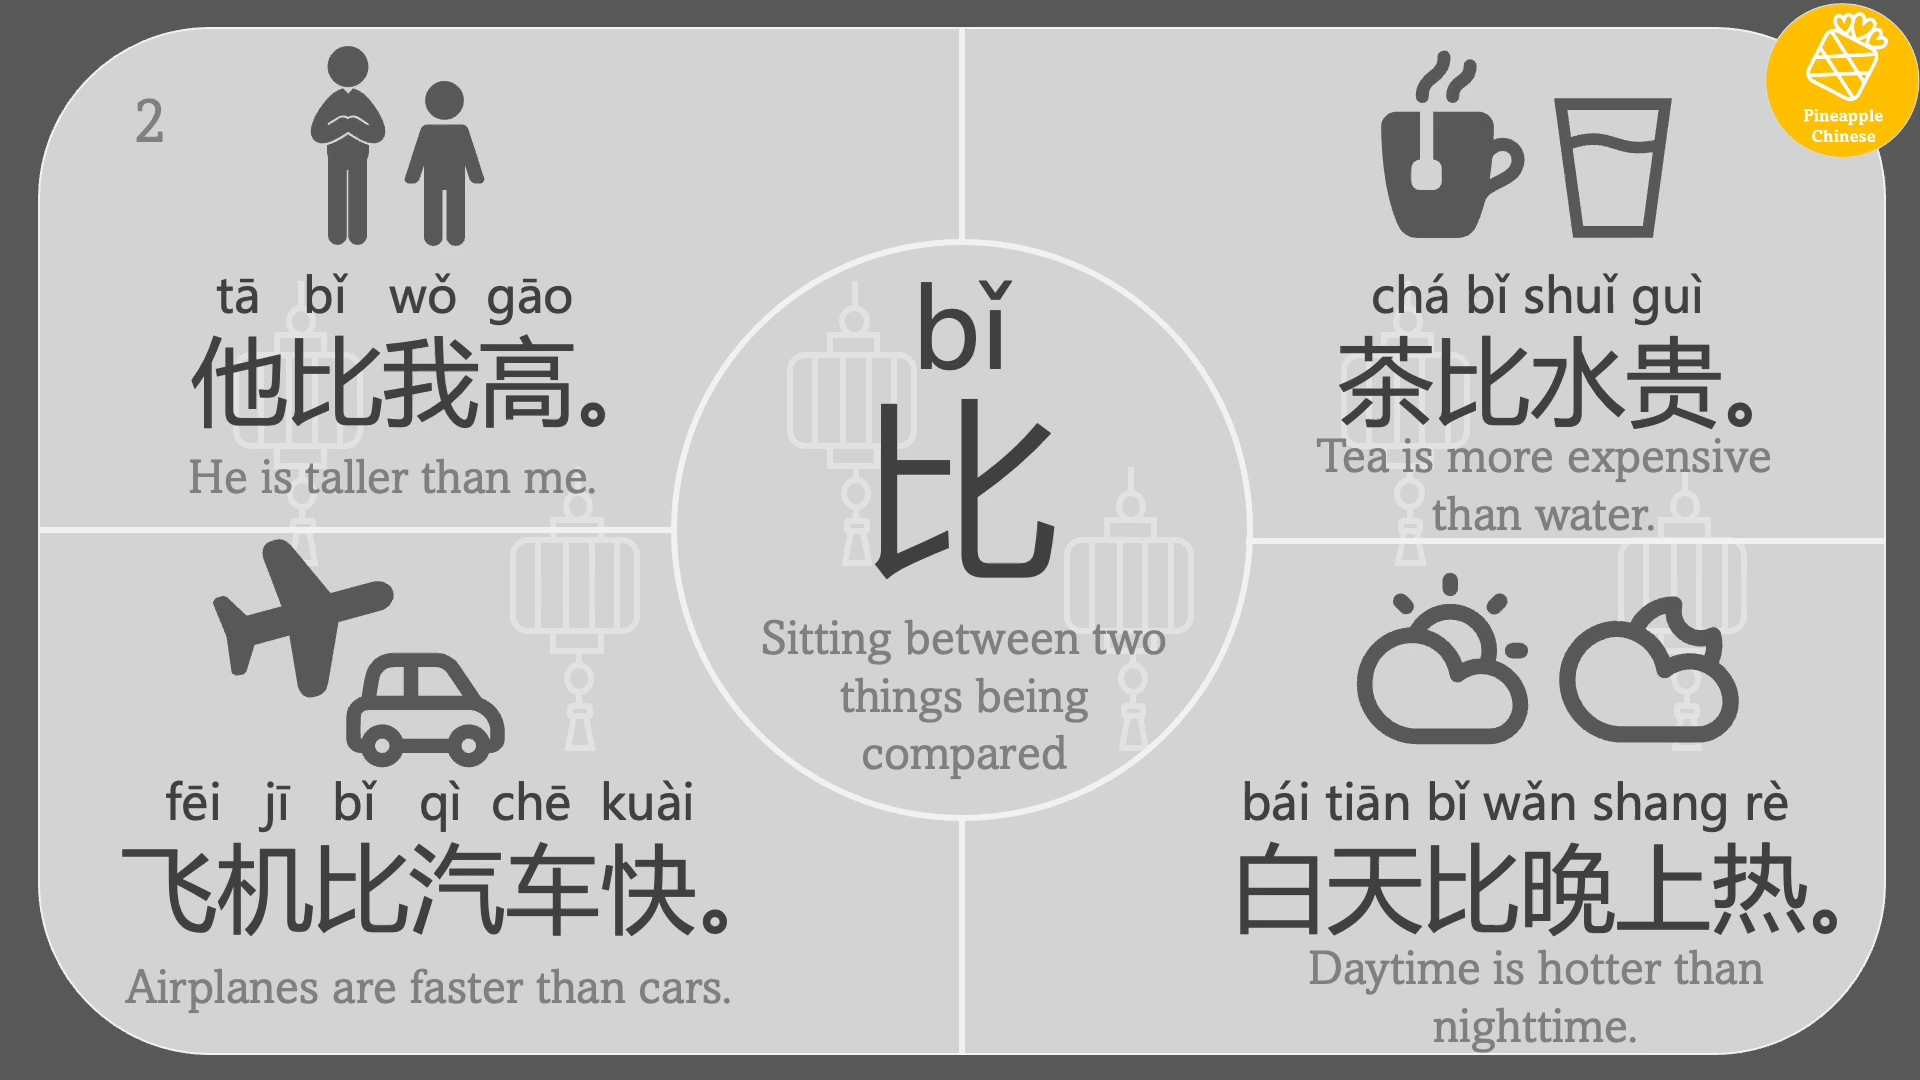 2
tā bǐ wǒ gāo
他比我高。
He is taller than me.
Pineapple
Chinese
chá bǐ shuǐ guì
茶比水贵。
Tea is more expensive
than water.
bǐ
比
Sitting between two
things being
compared
fēi jī bǐ qì chē kuài
飞机比汽车快。
Airplanes are faster than cars.
bái tiān bǐ wǎn shang rè
白天比晚上热。
Daytime is hotter than
nighttime.